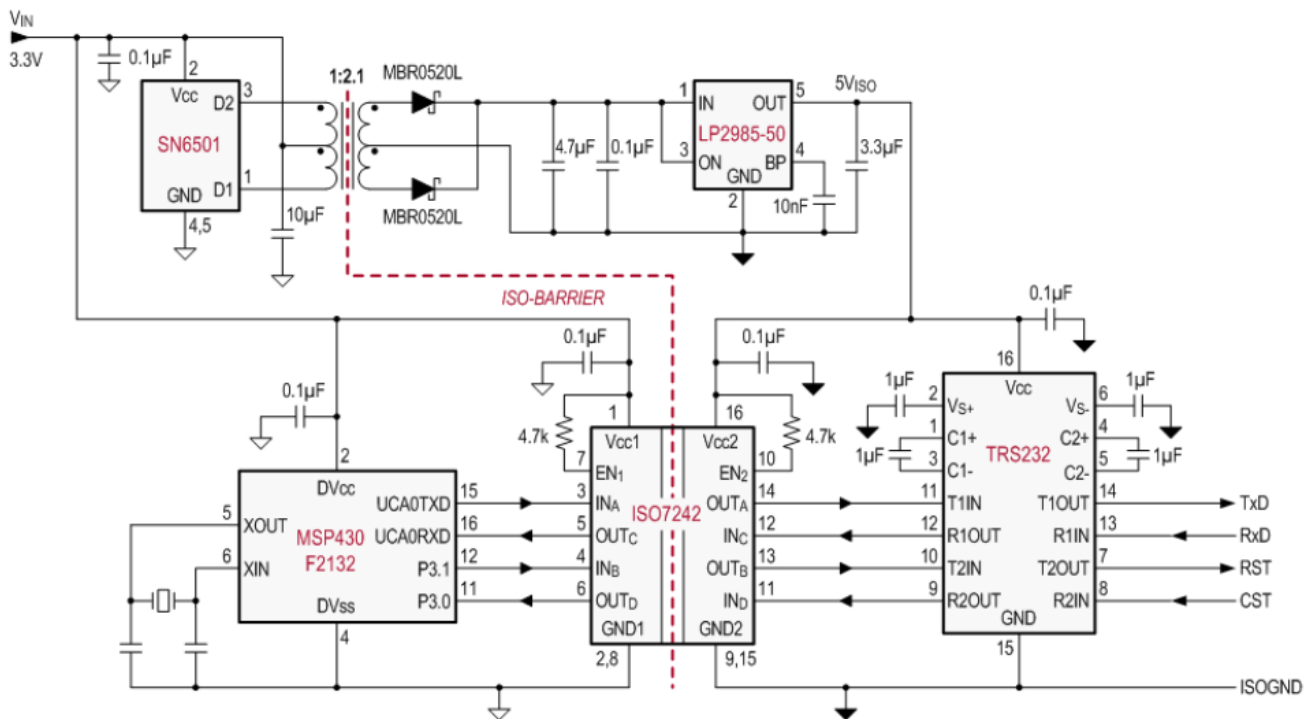 VIN
3.3V
0.1µF
2
Vcc
3
D2
SN6501
1
D1
GND
4,5
10µF
1:2.1
MBR0520L
MBR0520L
4.7µF
0.1µF
1
IN
OUT
5
LP2985-50
3
ON
BP
4
GND
2
10nF
5VISO
3.3µF
ISO-BARRIER
0.1µF
0.1µF
4.7k
1
Vcc1
7
EN1
3
INA
5
OUTC
4
INB
6
OUTD
GND1
2,8
ISO7242
0.1µF
16
Vcc2
4.7k
EN2
10
OUTA
14
INC
12
OUTB
13
IND
11
GND2
9,15
2
DVcc
5
XOUT
6
XIN
MSP430
F2132
UCA0TXD
15
UCA0RXD
16
P3.1
12
P3.0
11
DVss
4
0.1µF
16
Vcc
1µF
2
VS+
VS-
6
1µF
1
C1+
C2+
4
1µF
3
C1-
C2-
5
1µF
TRS232
11
T1IN
T1OUT
14
TxD
12
R1OUT
R1IN
13
RxD
10
T2IN
T2OUT
7
RST
9
R2OUT
R2IN
8
CST
GND
15
ISOGND